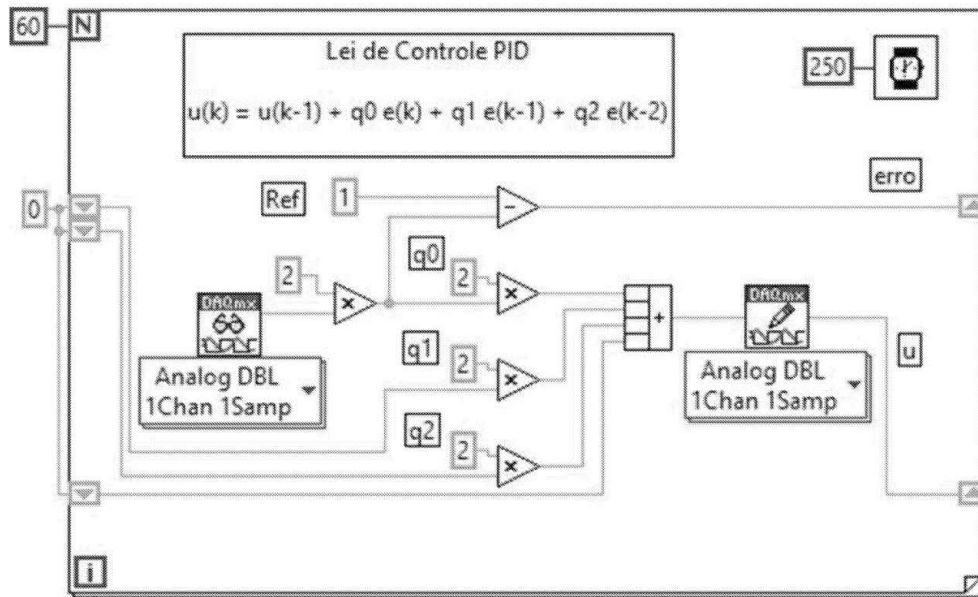 60
N
Lei de Controle PID
u(k) = u(k-1) + q0 e(k) + q1 e(k-1) + q2 e(k-2)
250
erro
0
Ref
1
-
2
x
q0
2
x
DAQmx
Analog DBL
1Chan 1Samp
q1
2
x
+
DAQmx
Analog DBL
1Chan 1Samp
u
q2
2
x
i